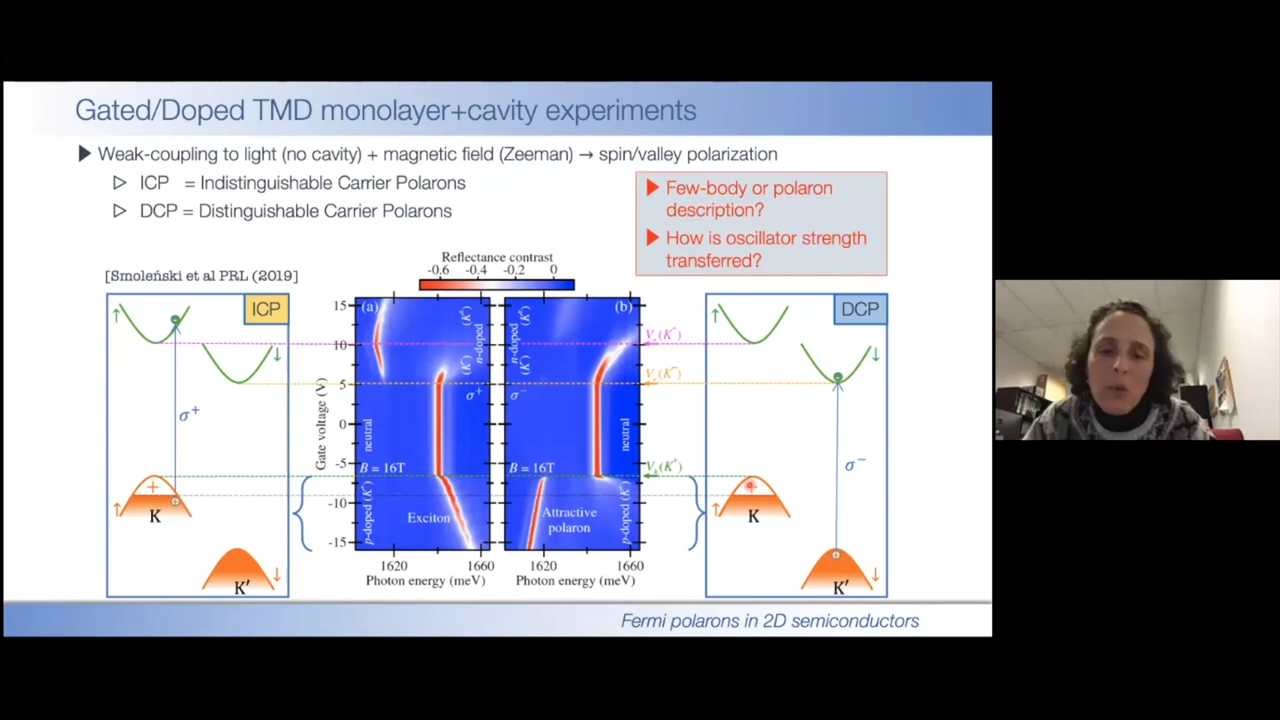 Gated/Doped TMD monolayer+cavity experiments
Weak-coupling to light (no cavity) + magnetic field (Zeeman) → spin/valley polarization
ICP = Indistinguishable Carrier Polarons
DCP = Distinguishable Carrier Polarons
Few-body or polaron
description?
How is oscillator strength
transferred?
[Smoleński et al PRL (2019]
Reflectance contrast
-0.6 -0.4 -0.2 0
ICP
↑
↓
σ+
↑
K
K′
↓
Gate voltage (V)
15
10
5
0
-5
-10
-15
(a)
(K′)
n-doped
(K′)
σ+
neutral
B = 16T
p-doped (K′)
Exciton
1620 1660
Photon energy (meV)
(b)
n-doped
(K′)
(K′)
σ−
neutral
B = 16T
Attractive
polaron
p-doped (K′)
1620 1660
Photon energy (meV)
DCP
↑
↓
σ−
↑
K
K′
↓
Fermi polarons in 2D semiconductors